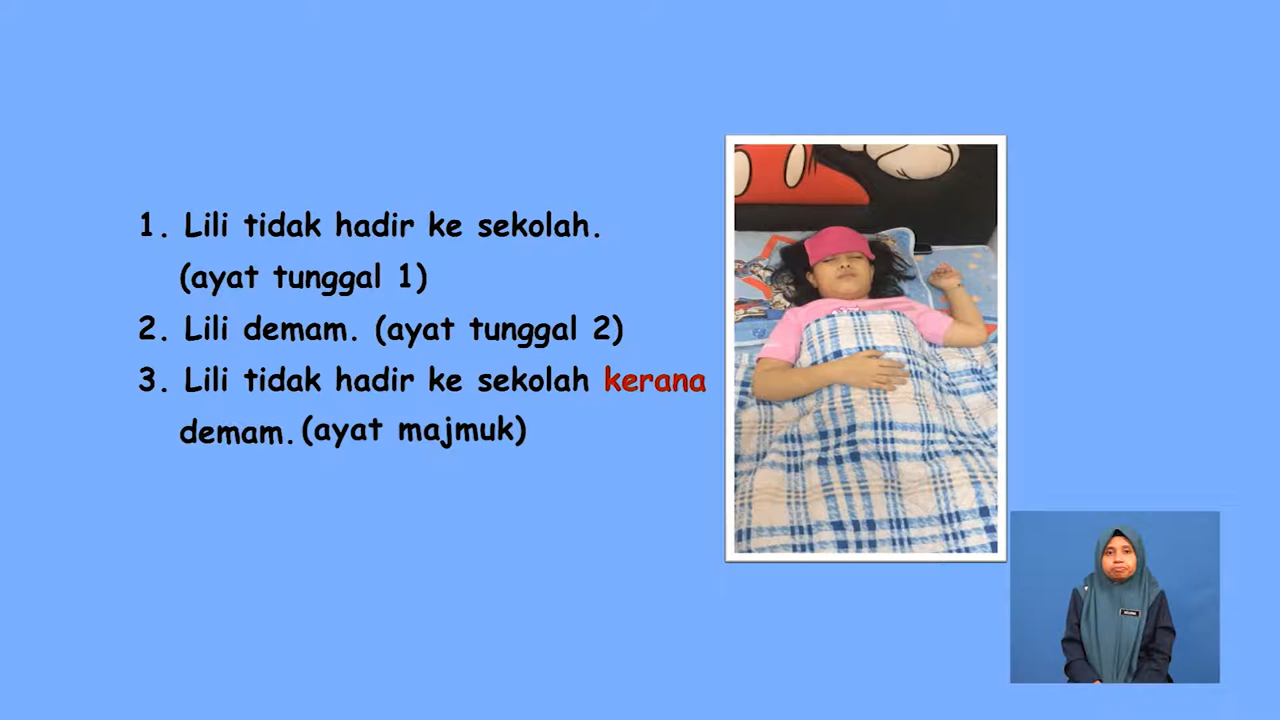 1. Lili tidak hadir ke sekolah.
(ayat tunggal 1)
2. Lili demam. (ayat tunggal 2)
3. Lili tidak hadir ke sekolah kerana
demam. (ayat majmuk)